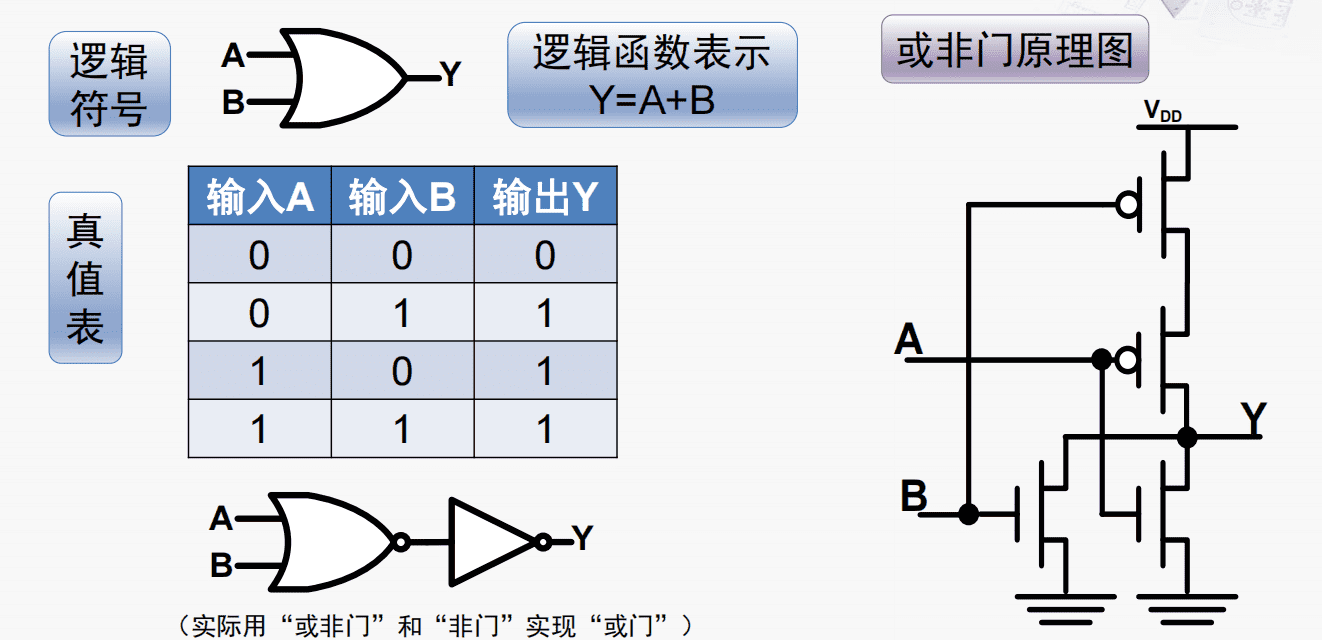 逻辑
符号
A
B
Y
逻辑函数表示
Y=A+B
或非门原理图
真
值
表
输入A 输入B 输出Y
0 0 0
0 1 1
1 0 1
1 1 1
A
B
Y
(实际用“或非门”和“非门”实现“或门”)
VDD
A
Y
B